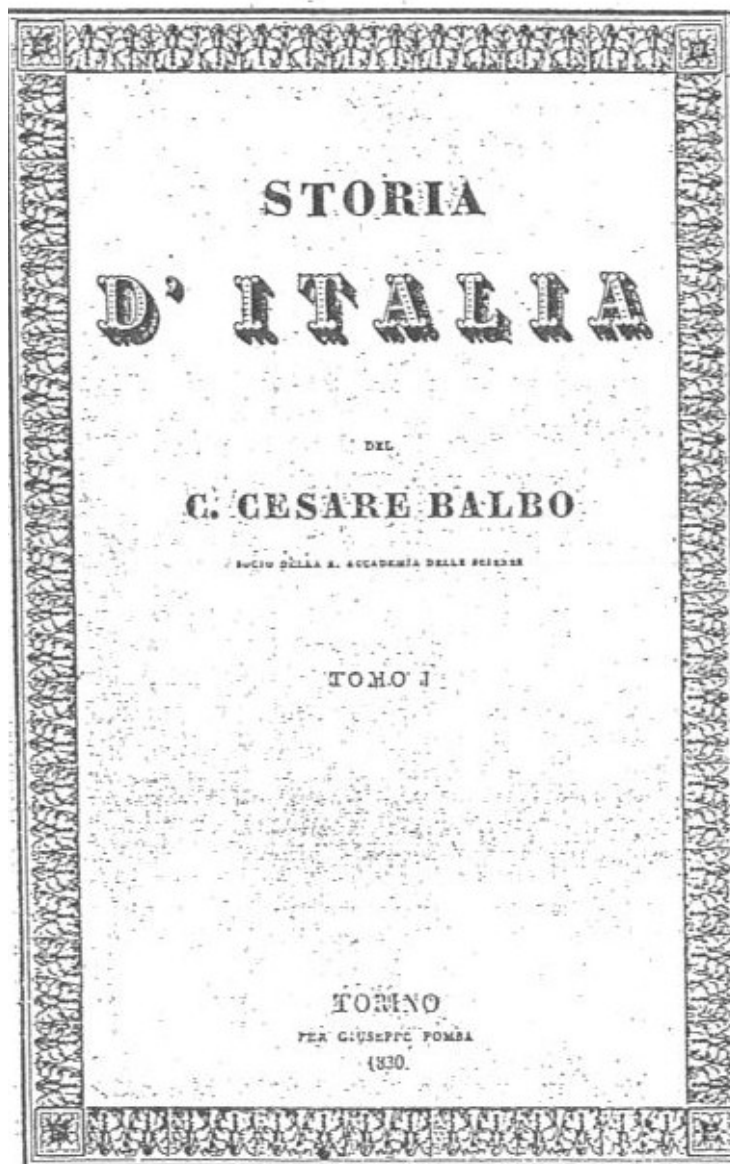 STORIA
D' ITALIA
DEL
C. CESARE BALBO
SOCIO DELLA R. ACCADEMIA DELLE SCIENZE
TOMO I
TORINO
PER GIUSEPPE POMBA
1830.